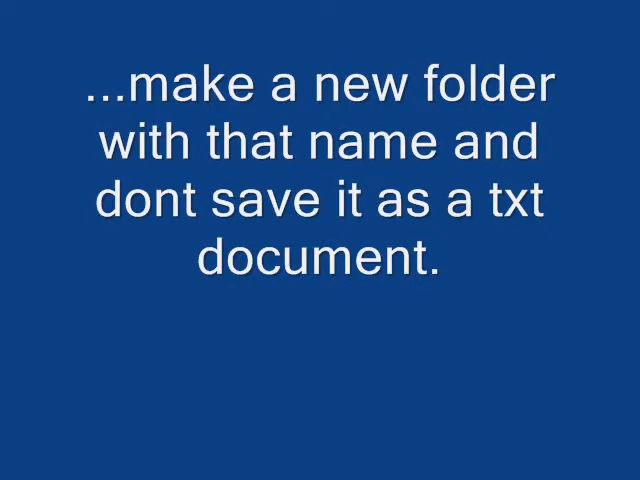 ...make a new folder
with that name and
dont save it as a txt
document.